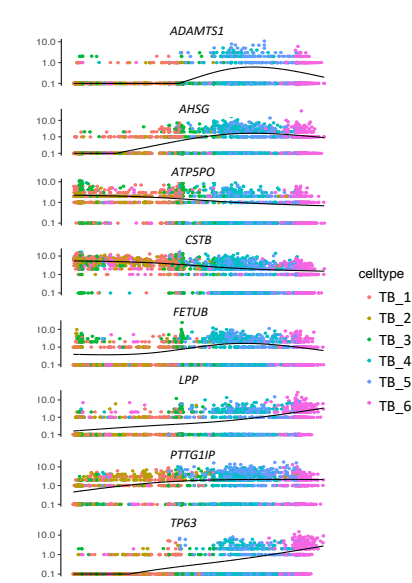 ADAMTS1
10.0
1.0
0.1
AHSG
10.0
1.0
0.1
ATP5PO
10.0
1.0
0.1
CSTB
10.0
1.0
0.1
FETUB
10.0
1.0
0.1
LPP
10.0
1.0
0.1
PTTG1IP
10.0
1.0
0.1
TP63
10.0
1.0
0.1
celltype
TB_1
TB_2
TB_3
TB_4
TB_5
TB_6